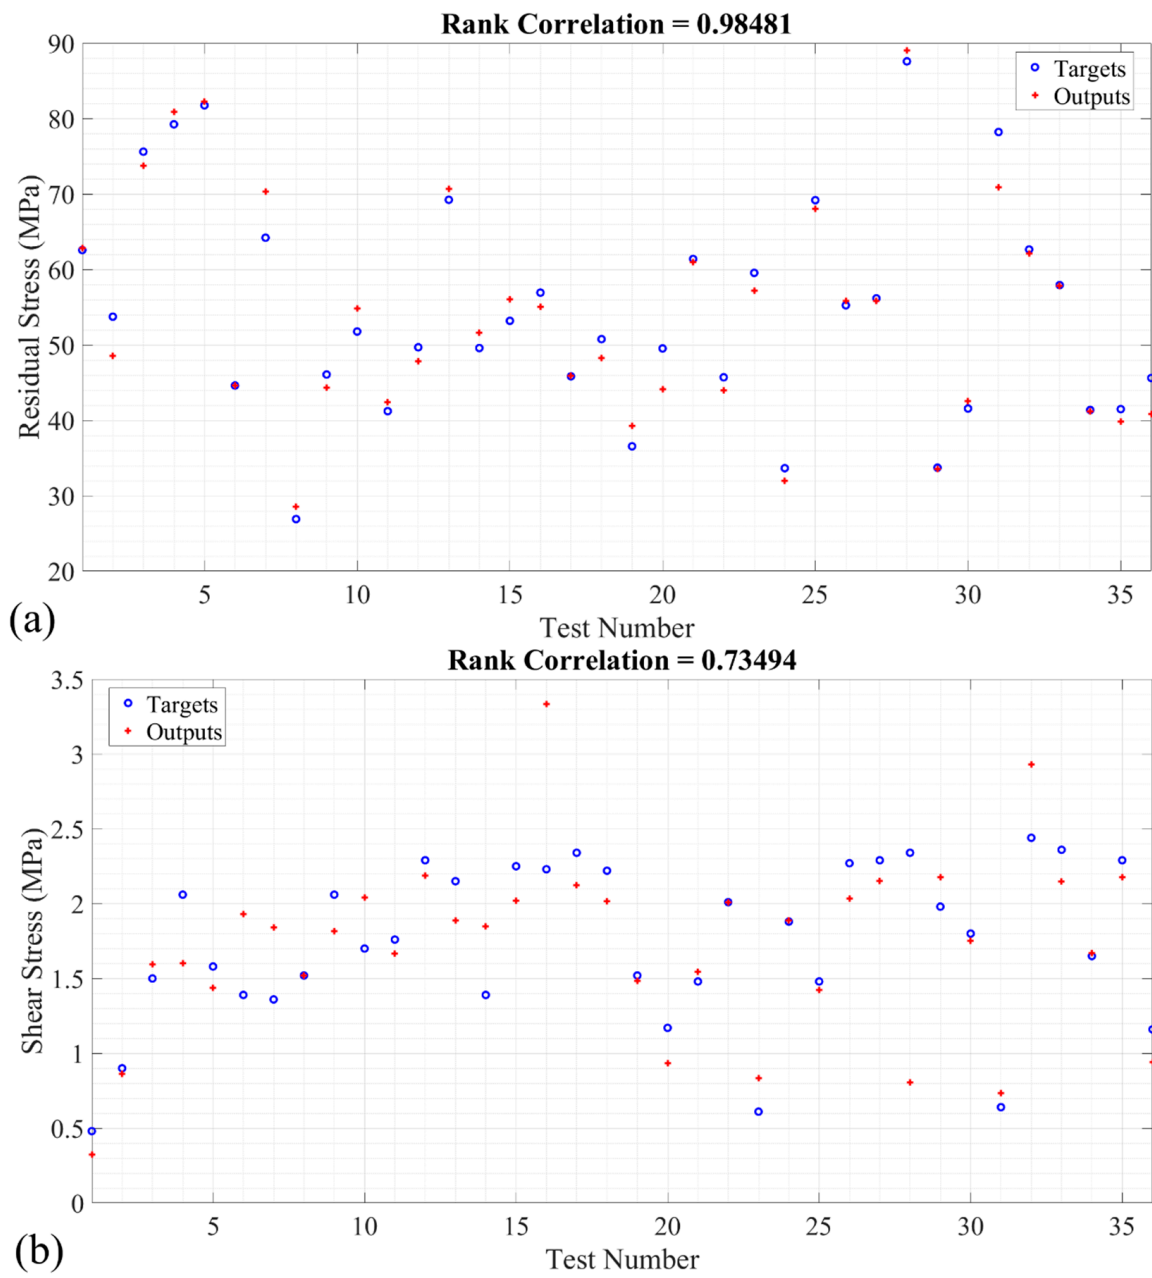 Rank Correlation = 0.98481
90
80
70
60
50
40
30
20
Residual Stress (MPa)
Targets
Outputs
5 10 15 20 25 30 35
Test Number
(a)
Rank Correlation = 0.73494
3.5
3
2.5
2
1.5
1
0.5
0
Shear Stress (MPa)
Targets
Outputs
5 10 15 20 25 30 35
Test Number
(b)